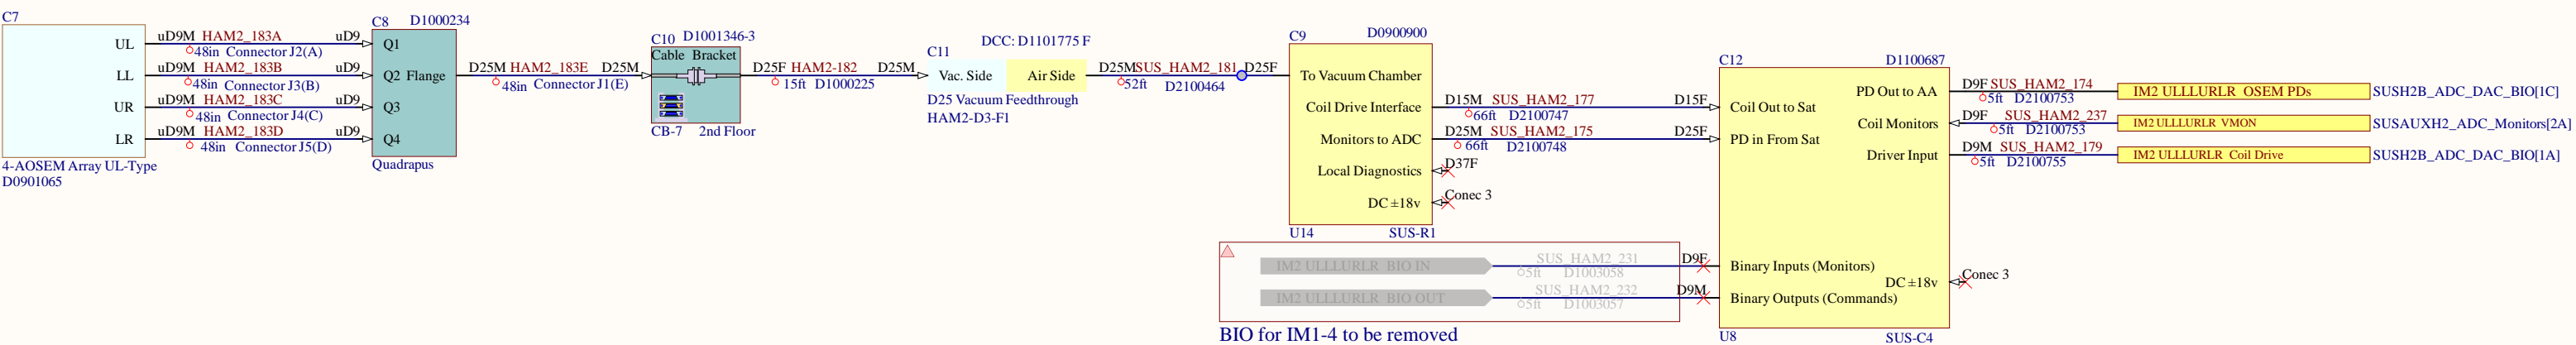 C7
UL
LL
UR
LR
4-AOSEM Array UL-Type
D0901065
uD9M HAM2_183A uD9
48in Connector J2(A)
uD9M HAM2_183B uD9
48in Connector J3(B)
uD9M HAM2_183C uD9
48in Connector J4(C)
uD9M HAM2_183D uD9
48in Connector J5(D)
C8 D1000234
Q1
Q2 Flange
Q3
Q4
Quadrapus
D25M HAM2_183E D25M
48in Connector J1(E)
C10 D1001346-3
Cable Bracket
CB-7 2nd Floor
D25F HAM2-182 D25M
15ft D1000225
DCC: D1101775 F
C11
Vac. Side Air Side
D25 Vacuum Feedthrough
HAM2-D3-F1
D25M SUS_HAM2_181 D25F
52ft D2100464
C9 D0900900
To Vacuum Chamber
Coil Drive Interface
Monitors to ADC
Local Diagnostics
DC ±18v
U14 SUS-R1
D15M SUS_HAM2_177 D15F
66ft D2100747
D25M SUS_HAM2_175 D25F
66ft D2100748
D37F
Conec 3
C12 D1100687
PD Out to AA
Coil Out to Sat
Coil Monitors
PD in From Sat
Driver Input
Binary Inputs (Monitors)
DC ±18v
Binary Outputs (Commands)
U8 SUS-C4
D9F SUS_HAM2_174
5ft D2100753
IM2 ULLLURLR OSEM PDs
SUSH2B_ADC_DAC_BIO[1C]
D9F SUS_HAM2_237
5ft D2100753
IM2 ULLLURLR VMON
SUSAUXH2_ADC_Monitors[2A]
D9M SUS_HAM2_179
5ft D2100755
IM2 ULLLURLR Coil Drive
SUSH2B_ADC_DAC_BIO[1A]
Conec 3
IM2 ULLLURLR BIO IN
SUS_HAM2_231 D9F
5ft D1003058
IM2 ULLLURLR BIO OUT
SUS_HAM2_232 D9M
5ft D1003057
BIO for IM1-4 to be removed